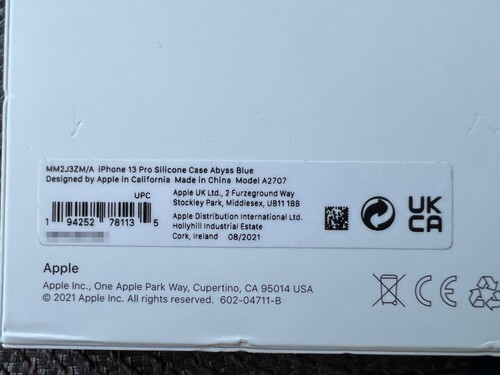 MM2J3ZM/A iPhone 13 Pro Silicone Case Abyss Blue
Designed by Apple in California Made in China Model A2707
UPC
1 94252 78113 5
Apple UK Ltd., 2 Furzeground Way
Stockley Park, Middlesex, UB11 1BB
Apple Distribution International Ltd.
Hollyhill Industrial Estate
Cork, Ireland 08/2021
UK
CA
Apple
Apple Inc., One Apple Park Way, Cupertino, CA 95014 USA
© 2021 Apple Inc. All rights reserved. 602-04711-B
CE